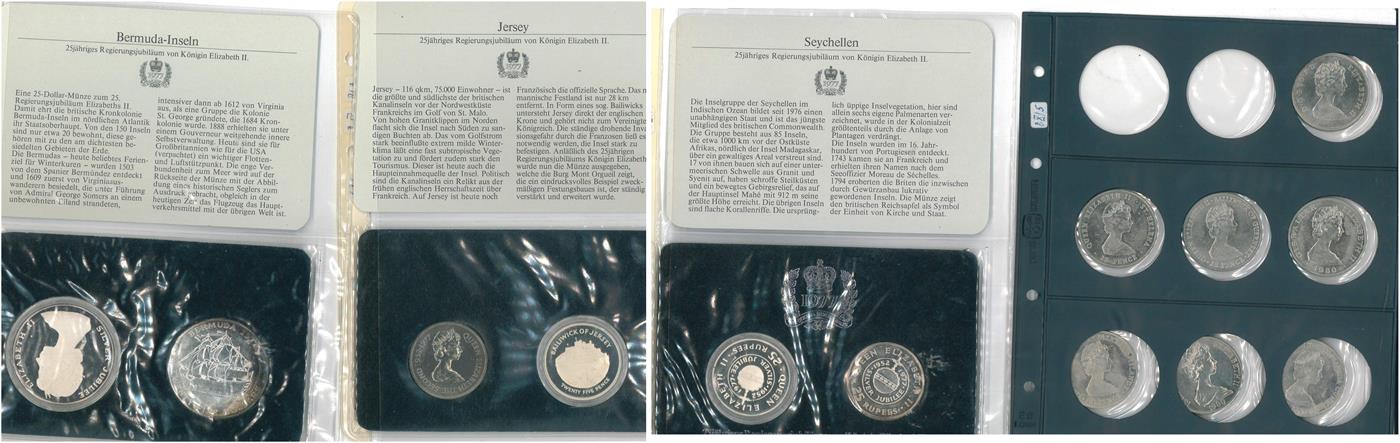 Bermuda-Inseln
25jähriges Regierungsjubiläum von Königin Elizabeth II.
1977
Eine 25-Dollar-Münze zum 25.
Regierungsjubiläum Elizabeths II.
Damit ehrt die britische Kronkolonie
Bermuda-Inseln im nördlichen Atlantik
ihr Staatsoberhaupt. Von den 150 Inseln
sind nur etwa 20 bewohnt, diese ge-
hören mit zu den am dichtesten be-
siedelten Gebieten der Erde.
Die Bermudas – heute beliebtes Ferien-
ziel für Winterkuren – wurden 1503
von dem Spanier Bermúdez entdeckt
und 1609 zuerst von Virginiaaus-
wanderern besiedelt, die unter Führung
von Admiral George Somers an einem
unbewohnten Eiland strandeten,
intensiver dann ab 1612 von Virginia
aus, als eine Gruppe die Kolonie
St. George gründete, die 1684 Kron-
kolonie wurde. 1888 erhielten sie unter
einem Gouverneur weitgehende innere
Selbstverwaltung. Heute sind sie für
Großbritannien wie für die USA
(verpachtet) ein wichtiger Flotten-
und Luftstützpunkt. Die enge Ver-
bundenheit zum Meer wird auf der
Rückseite der Münze mit der Abbil-
dung eines historischen Seglers zum
Ausdruck gebracht, obgleich in der
heutigen Zeit das Flugzeug das Haupt-
verkehrsmittel mit der übrigen Welt ist.
ELIZABETH II SILVER JUBILEE
BERMUDA
Jersey
25jähriges Regierungsjubiläum von Königin Elizabeth II.
1977
Jersey – 116 qkm, 75.000 Einwohner – ist
die größte und südlichste der britischen
Kanalinseln vor der Nordwestküste
Frankreichs im Golf von St. Malo.
Von hohen Granitklippen im Norden
flacht sich die Insel nach Süden zu san-
digen Buchten ab. Das vom Golfstrom
stark beeinflußte extrem milde Winter-
klima läßt eine fast subtropische Vege-
tation zu und fördert zudem stark den
Tourismus. Dieser ist heute auch die
Haupteinnahmequelle der Insel. Politisch
sind die Kanalinseln ein Relikt aus der
frühen englischen Herrschaftszeit über
Frankreich. Auf Jersey ist heute noch
Französisch die offizielle Sprache. Das
mannische Festland ist nur 28 km
entfernt. In Form eines sog. Bailiwicks
untersteht Jersey direkt der englischen
Krone und gehört nicht zum Vereinigten
Königreich. Die ständige drohende Inva-
sionsgefahr durch die Franzosen ließ es
notwendig werden, die Insel stark zu
befestigen. Anläßlich des 25jährigen
Regierungsjubiläums Königin Elizabeth
wurde nun die Münze ausgegeben,
welche die Burg Mont Orgueil zeigt,
die ein eindrucksvolles Beispiel zweck-
mäßigen Festungsbaues ist, der ständig
verstärkt und erweitert wurde.
QUEEN ELIZABETH THE SECOND
BAILIWICK OF JERSEY
TWENTY FIVE PENCE
Seychellen
25jähriges Regierungsjubiläum von Königin Elizabeth II.
1977
Die Inselgruppe der Seychellen im
Indischen Ozean bildet seit 1976 einen
unabhängigen Staat und ist das jüngste
Mitglied des britischen Commonwealth.
Die Gruppe besteht aus 85 Inseln,
die etwa 1000 km vor der Ostküste
Afrikas, nördlich der Insel Madagaskar,
über ein gewaltiges Areal verstreut sind.
17 von ihnen bauen sich auf einer unter-
meerischen Schwelle aus Granit und
Syenit auf, haben schroffe Steilküsten
und ein bewegtes Gebirgsrelief, das auf
der Hauptinsel Mahé mit 912 m seine
größte Höhe erreicht. Die übrigen Inseln
sind flache Korallenriffe. Die ursprüng-
lich üppige Inselvegetation, hier sind
allein sechs eigene Palmenarten ver-
zeichnet, wurde in der Kolonialzeit
größtenteils durch die Anlage von
Plantagen verdrängt.
Die Inseln wurden im 16. Jahr-
hundert von Portugiesen entdeckt.
1743 kamen sie an Frankreich und
erhielten ihren Namen nach dem
Seeoffizier Moreau de Séchelles.
1794 eroberten die Briten die inzwischen
durch Gewürzanbau lukrativ
gewordenen Inseln. Die Münze zeigt
den britischen Reichsapfel als Symbol
der Einheit von Kirche und Staat.
1977
QUEEN ELIZABETH II 25 RUPEES
QUEEN ELIZABETH II
1980